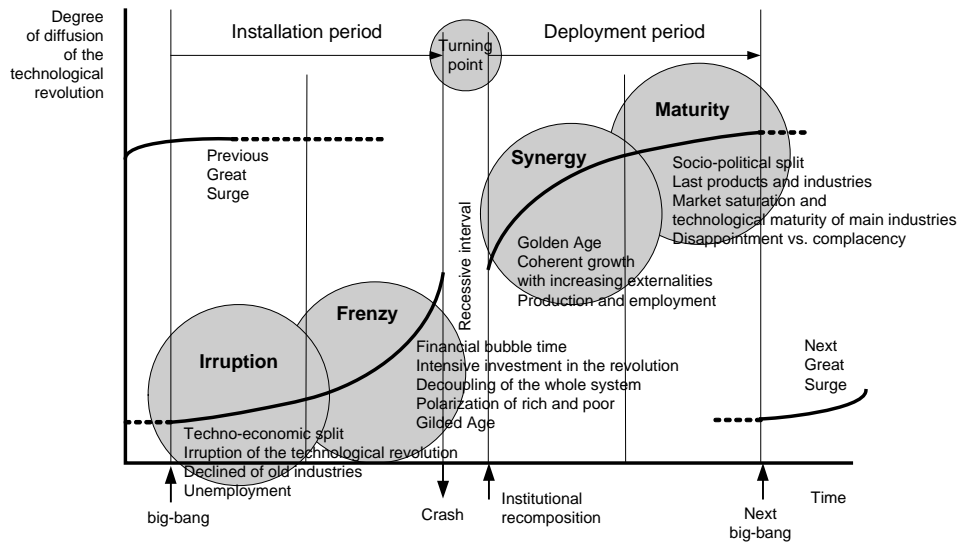 Degree
of diffusion
of the
technological
revolution
Installation period
Turning
point
Deployment period
Previous
Great
Surge
Maturity
Synergy
Socio-political split
Last products and industries
Market saturation and
technological maturity of main industries
Disappointment vs. complacency
Golden Age
Coherent growth
with increasing externalities
Production and employment
Recessive interval
Frenzy
Irruption
Financial bubble time
Intensive investment in the revolution
Decoupling of the whole system
Polarization of rich and poor
Gilded Age
Next
Great
Surge
Techno-economic split
Irruption of the technological revolution
Declined of old industries
Unemployment
big-bang
Crash
Institutional
recomposition
Next
big-bang
Time